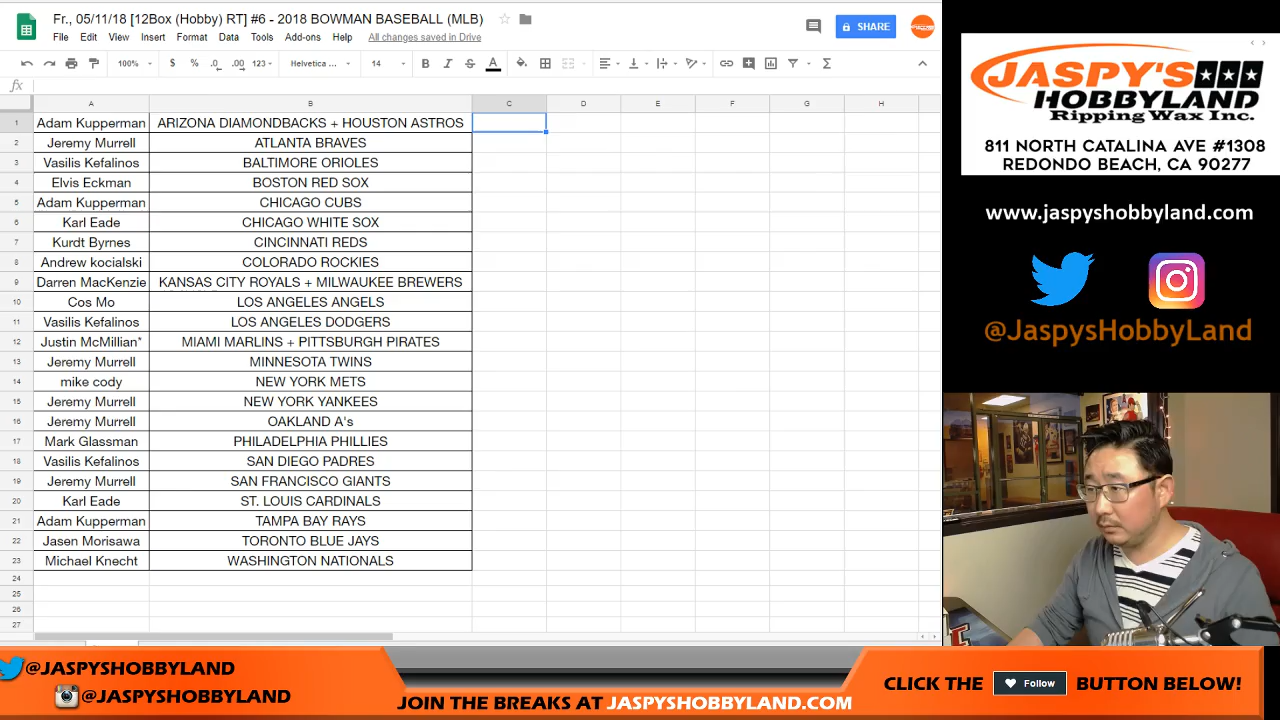 Fr., 05/11/18 [12Box (Hobby) RT] #6 - 2018 BOWMAN BASEBALL (MLB)
File Edit View Insert Format Data Tools Add-ons Help All changes saved in Drive
SHARE
100% $ % .0 .00 123 Helvetica ... 14 B I S A
fx
A B C D E F G H
1 Adam Kupperman ARIZONA DIAMONDBACKS + HOUSTON ASTROS
2 Jeremy Murrell ATLANTA BRAVES
3 Vasilis Kefalinos BALTIMORE ORIOLES
4 Elvis Eckman BOSTON RED SOX
5 Adam Kupperman CHICAGO CUBS
6 Karl Eade CHICAGO WHITE SOX
7 Kurdt Byrnes CINCINNATI REDS
8 Andrew kocialski COLORADO ROCKIES
9 Darren MacKenzie KANSAS CITY ROYALS + MILWAUKEE BREWERS
10 Cos Mo LOS ANGELES ANGELS
11 Vasilis Kefalinos LOS ANGELES DODGERS
12 Justin McMillian* MIAMI MARLINS + PITTSBURGH PIRATES
13 Jeremy Murrell MINNESOTA TWINS
14 mike cody NEW YORK METS
15 Jeremy Murrell NEW YORK YANKEES
16 Jeremy Murrell OAKLAND A's
17 Mark Glassman PHILADELPHIA PHILLIES
18 Vasilis Kefalinos SAN DIEGO PADRES
19 Jeremy Murrell SAN FRANCISCO GIANTS
20 Karl Eade ST. LOUIS CARDINALS
21 Adam Kupperman TAMPA BAY RAYS
22 Jasen Morisawa TORONTO BLUE JAYS
23 Michael Knecht WASHINGTON NATIONALS
24
25
26
27
JASPY'S
HOBBYLAND
Ripping Wax Inc.
811 NORTH CATALINA AVE #1308
REDONDO BEACH, CA 90277
www.jaspyshobbyland.com
@JaspysHobbyLand
@JASPYSHOBBYLAND
@JASPYSHOBBYLAND
JOIN THE BREAKS AT JASPYSHOBBYLAND.COM
CLICK THE Follow BUTTON BELOW!